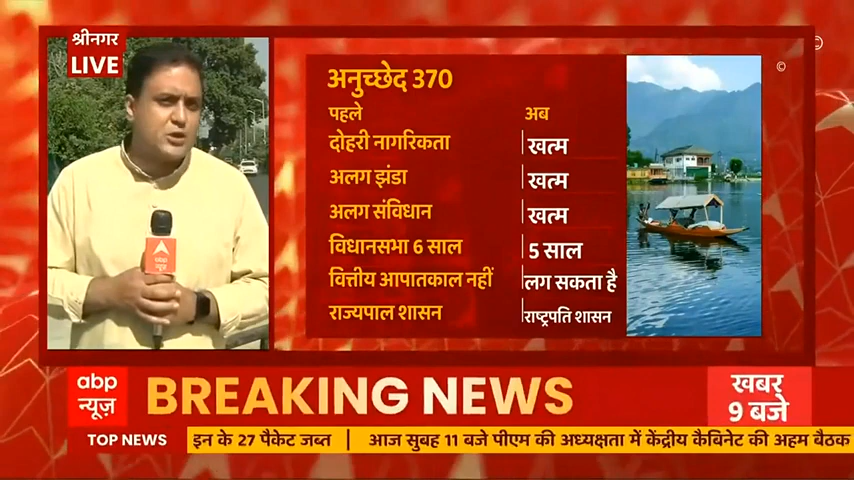 श्रीनगर
LIVE
अनुच्छेद 370
पहले अब
दोहरी नागरिकता खत्म
अलग झंडा खत्म
अलग संविधान खत्म
विधानसभा 6 साल 5 साल
वित्तीय आपातकाल नहीं लग सकता है
राज्यपाल शासन राष्ट्रपति शासन
©
©
abp
न्यूज़
abp
न्यूज़
BREAKING NEWS
खबर
9 बजे
TOP NEWS
इन के 27 पैकेट जब्त | आज सुबह 11 बजे पीएम की अध्यक्षता में केंद्रीय कैबिनेट की अहम बैठक